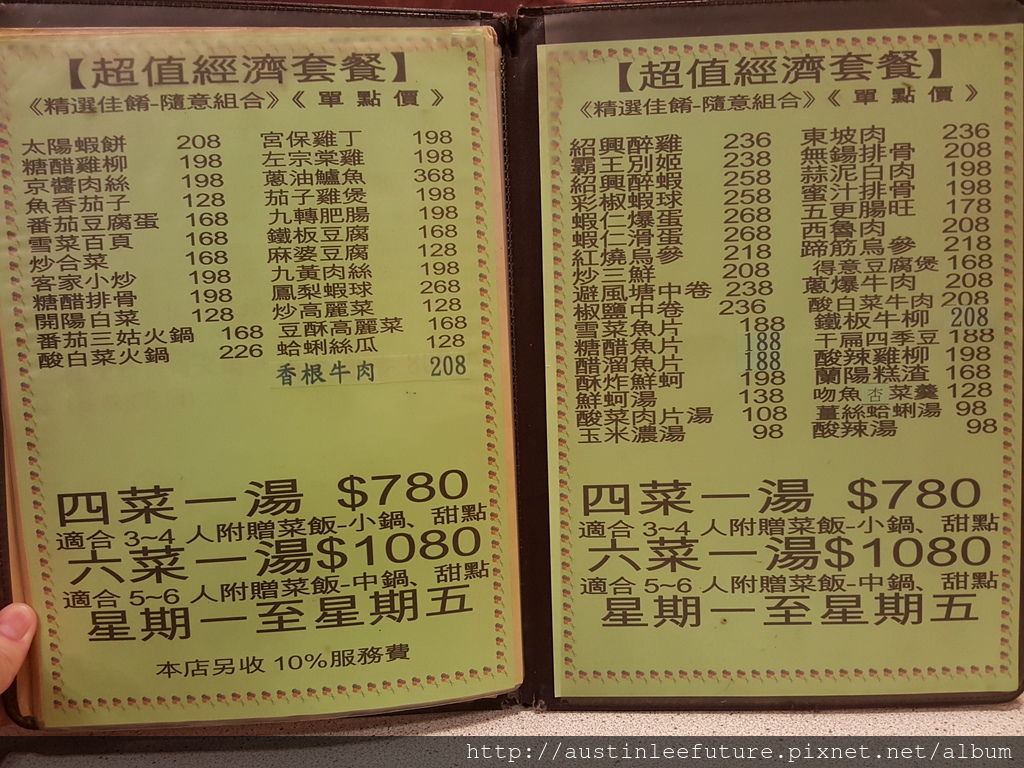 【超值經濟套餐】
《精選佳餚-隨意組合》《單點價》
太陽蝦餅 208
糖醋雞柳 198
京醬肉絲 198
魚香茄子 128
番茄豆腐蛋 168
雪菜百頁 168
炒合菜 168
客家小炒 198
糖醋排骨 198
開陽白菜 128
番茄三姑火鍋 168
酸白菜火鍋 226
宮保雞丁 198
左宗棠雞 198
蔥油鱸魚 368
茄子雞煲 198
九轉肥腸 198
鐵板豆腐 168
麻婆豆腐 128
九黃肉絲 198
鳳梨蝦球 268
炒高麗菜 128
豆酥高麗菜 168
蛤蜊絲瓜 128
香根牛肉 208
四菜一湯 $780
適合 3~4 人附贈菜飯-小鍋、甜點
六菜一湯$1080
適合 5~6 人附贈菜飯-中鍋、甜點
星期一至星期五
本店另收 10%服務費
【超值經濟套餐】
《精選佳餚-隨意組合》《單點價》
紹興醉雞 236
霸王別姬 238
紹興醉蝦 258
彩椒蝦球 258
蝦仁爆蛋 268
蝦仁滑蛋 268
紅燒烏參 218
炒三鮮 208
避風塘中卷 238
椒鹽中卷 236
雪菜魚片 188
糖醋魚片 188
醋溜魚片 188
酥炸鮮蚵 198
鮮蚵湯 138
酸菜肉片湯 108
玉米濃湯 98
東坡肉 236
無錫排骨 208
蒜泥白肉 198
蜜汁排骨 198
五更腸旺 178
西魯肉 208
蹄筋烏參 218
得意豆腐煲 168
蔥爆牛肉 208
酸白菜牛肉 208
鐵板牛柳 208
干扁四季豆 188
酸辣雞柳 198
蘭陽糕渣 168
吻魚杏菜羹 128
薑絲蛤蜊湯 98
酸辣湯 98
四菜一湯 $780
適合 3~4 人附贈菜飯-小鍋、甜點
六菜一湯$1080
適合 5~6 人附贈菜飯-中鍋、甜點
星期一至星期五
http://austinleefuture.pixnet.net/album